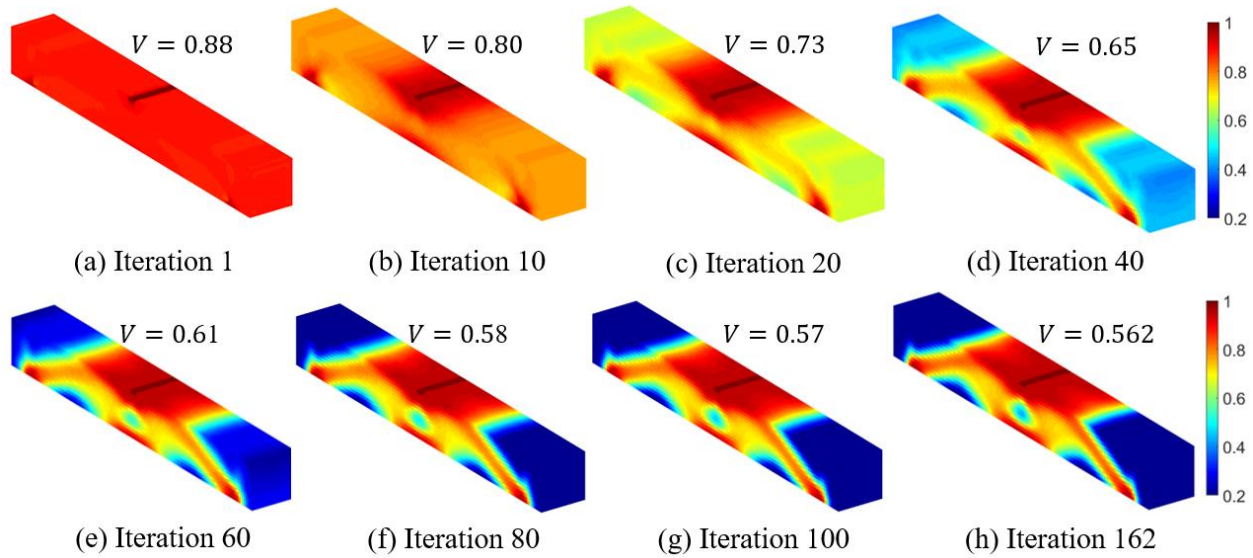 V = 0.88
V = 0.80
V = 0.73
V = 0.65
1
0.8
0.6
0.4
0.2
(a) Iteration 1
(b) Iteration 10
(c) Iteration 20
(d) Iteration 40
V = 0.61
V = 0.58
V = 0.57
V = 0.562
1
0.8
0.6
0.4
0.2
(e) Iteration 60
(f) Iteration 80
(g) Iteration 100
(h) Iteration 162